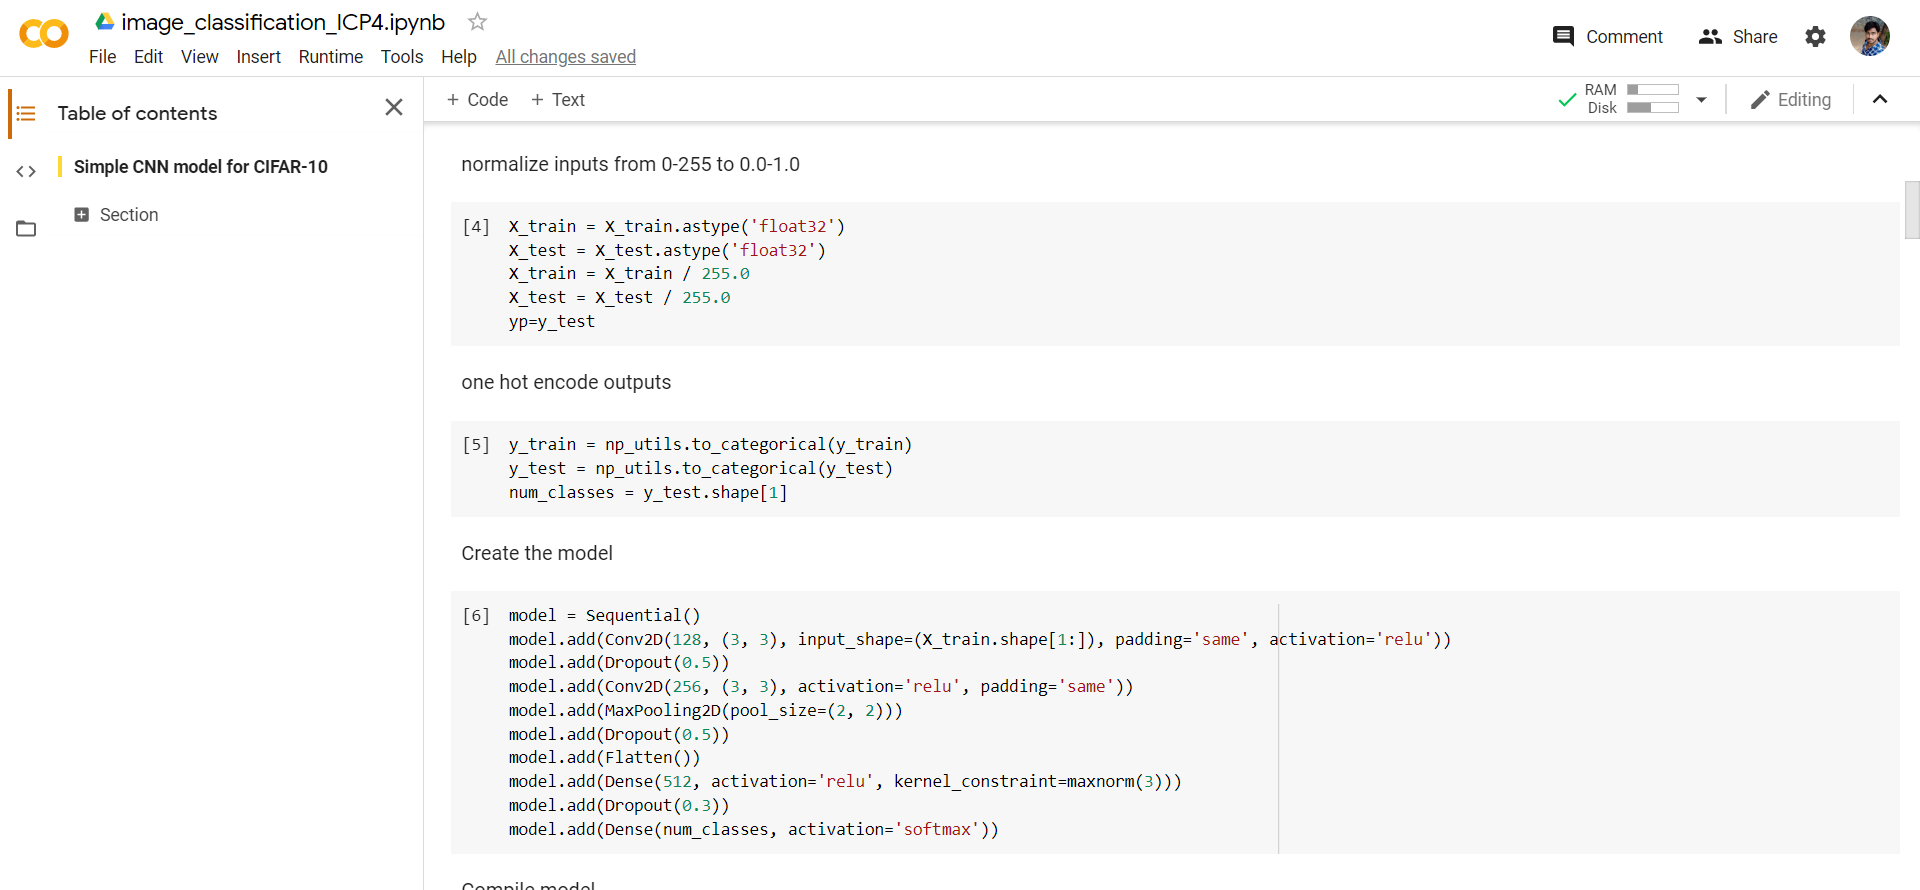 image_classification_ICP4.ipynb
File Edit View Insert Runtime Tools Help All changes saved
Comment Share
Table of contents
Simple CNN model for CIFAR-10
Section
+ Code + Text
RAM
Disk
Editing
normalize inputs from 0-255 to 0.0-1.0
[4] X_train = X_train.astype('float32')
X_test = X_test.astype('float32')
X_train = X_train / 255.0
X_test = X_test / 255.0
yp=y_test
one hot encode outputs
[5] y_train = np_utils.to_categorical(y_train)
y_test = np_utils.to_categorical(y_test)
num_classes = y_test.shape[1]
Create the model
[6] model = Sequential()
model.add(Conv2D(128, (3, 3), input_shape=(X_train.shape[1:]), padding='same', activation='relu'))
model.add(Dropout(0.5))
model.add(Conv2D(256, (3, 3), activation='relu', padding='same'))
model.add(MaxPooling2D(pool_size=(2, 2)))
model.add(Dropout(0.5))
model.add(Flatten())
model.add(Dense(512, activation='relu', kernel_constraint=maxnorm(3)))
model.add(Dropout(0.3))
model.add(Dense(num_classes, activation='softmax'))
Compile model